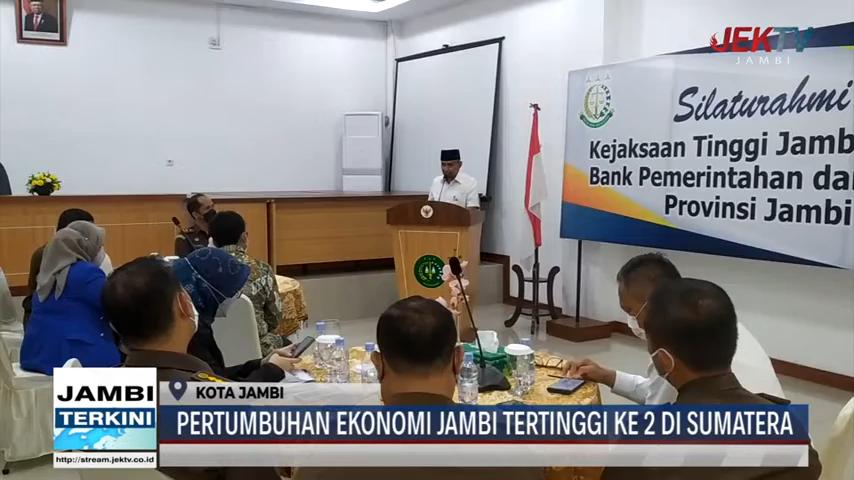 JEKTV
JAMBI
Silaturahmi
Kejaksaan Tinggi Jamb
Bank Pemerintahan da
Provinsi Jambi
KOTA JAMBI
JAMBI
TERKINI
PERTUMBUHAN EKONOMI JAMBI TERTINGGI KE 2 DI SUMATERA
http://stream.jektv.co.id